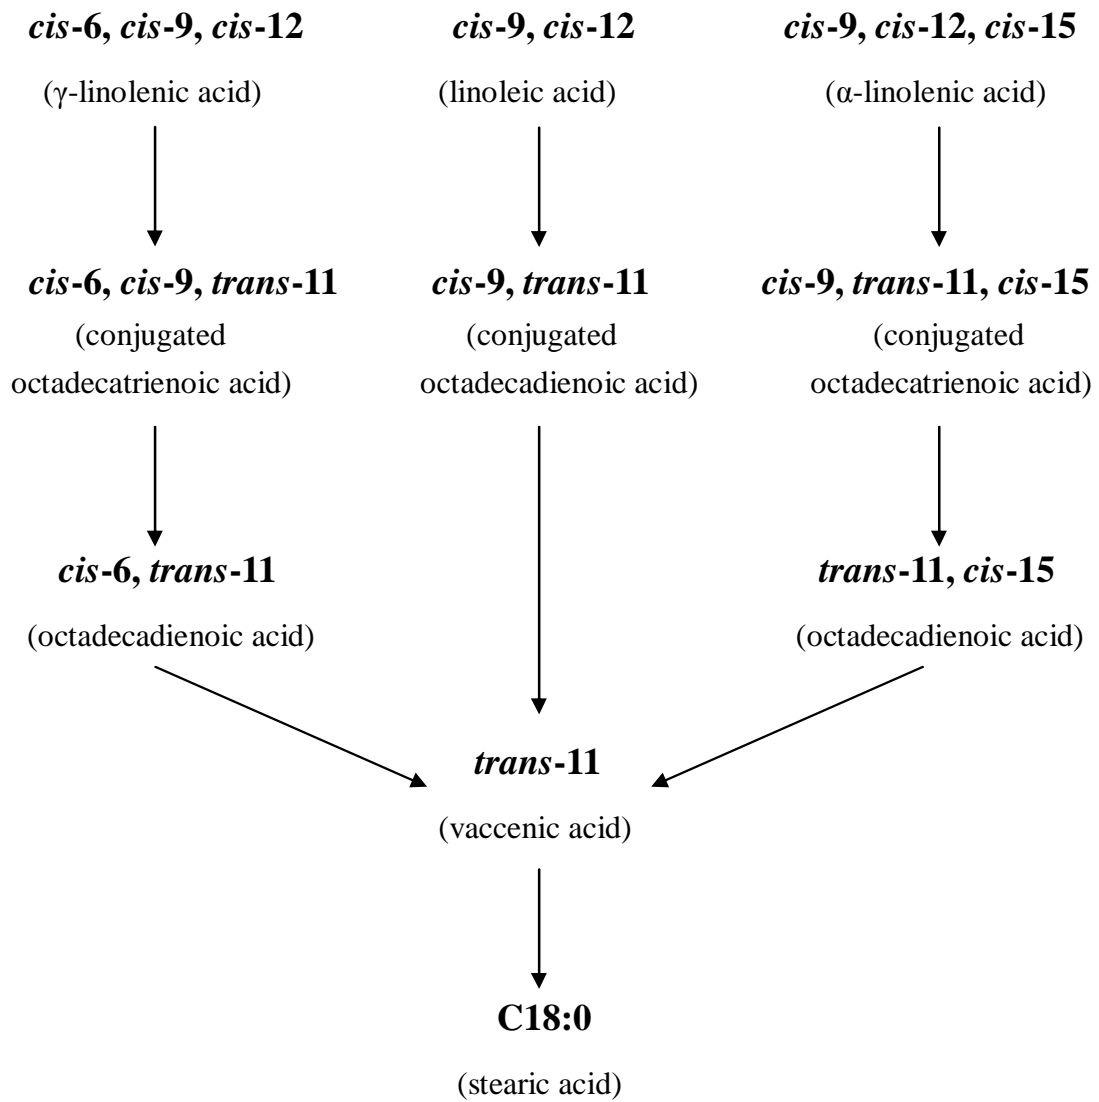 cis-6, cis-9, cis-12
(γ-linolenic acid)
cis-9, cis-12
(linoleic acid)
cis-9, cis-12, cis-15
(α-linolenic acid)
cis-6, cis-9, trans-11
(conjugated
octadecatrienoic acid)
cis-9, trans-11
(conjugated
octadecadienoic acid)
cis-9, trans-11, cis-15
(conjugated
octadecatrienoic acid)
cis-6, trans-11
(octadecadienoic acid)
trans-11, cis-15
(octadecadienoic acid)
trans-11
(vaccenic acid)
C18:0
(stearic acid)